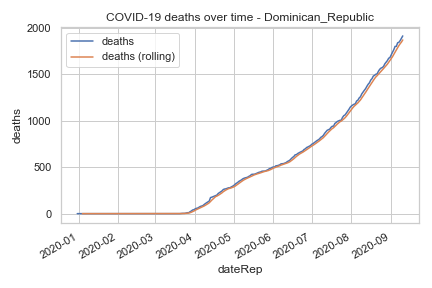 COVID-19 deaths over time - Dominican_Republic
deaths
deaths (rolling)
2000
1500
1000
500
0
deaths
2020-01
2020-02
2020-03
2020-04
2020-05
2020-06
2020-07
2020-08
2020-09
dateRep